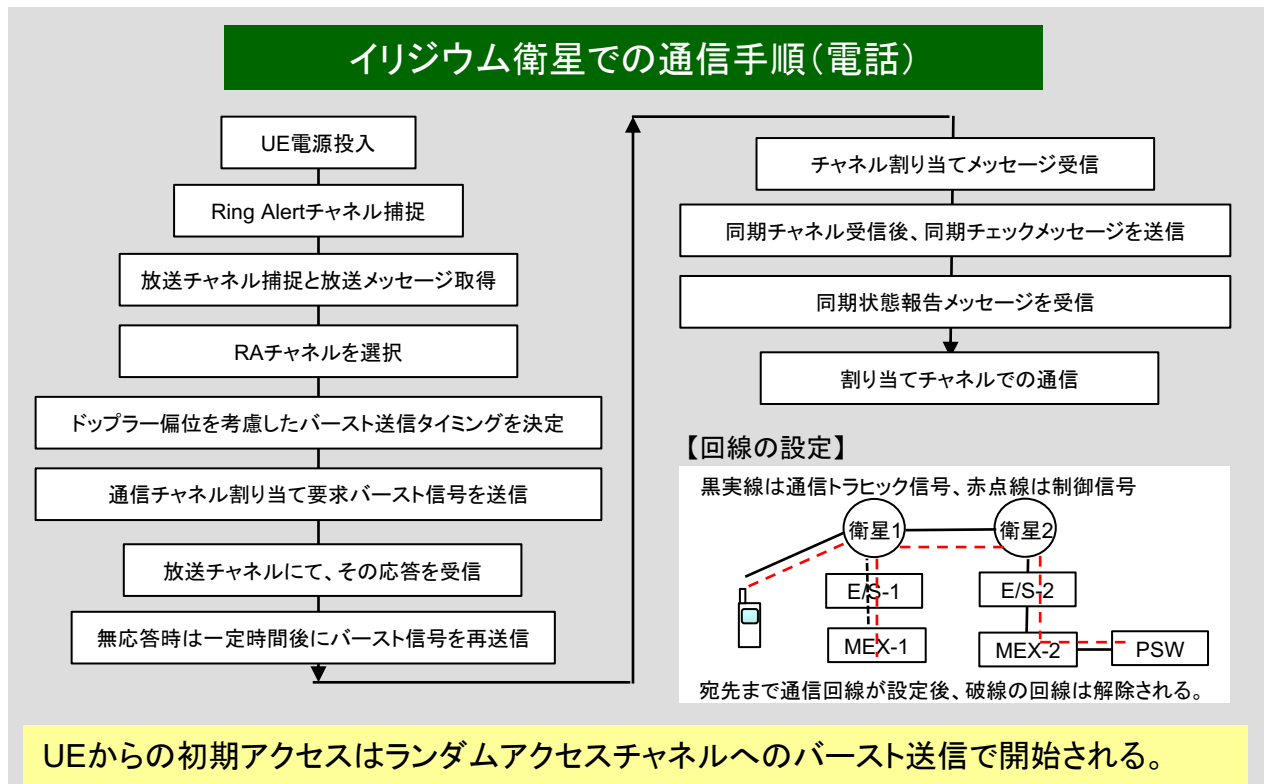 イリジウム衛星での通信手順(電話)
UE電源投入
Ring Alertチャネル捕捉
放送チャネル捕捉と放送メッセージ取得
RAチャネルを選択
ドップラー偏位を考慮したバースト送信タイミングを決定
通信チャネル割り当て要求バースト信号を送信
放送チャネルにて、その応答を受信
無応答時は一定時間後にバースト信号を再送信
チャネル割り当てメッセージ受信
同期チャネル受信後、同期チェックメッセージを送信
同期状態報告メッセージを受信
割り当てチャネルでの通信
【回線の設定】
黒実線は通信トラヒック信号、赤点線は制御信号
衛星1
衛星2
E/S-1
E/S-2
MEX-1
MEX-2
PSW
宛先まで通信回線が設定後、破線の回線は解除される。
UEからの初期アクセスはランダムアクセスチャネルへのバースト送信で開始される。